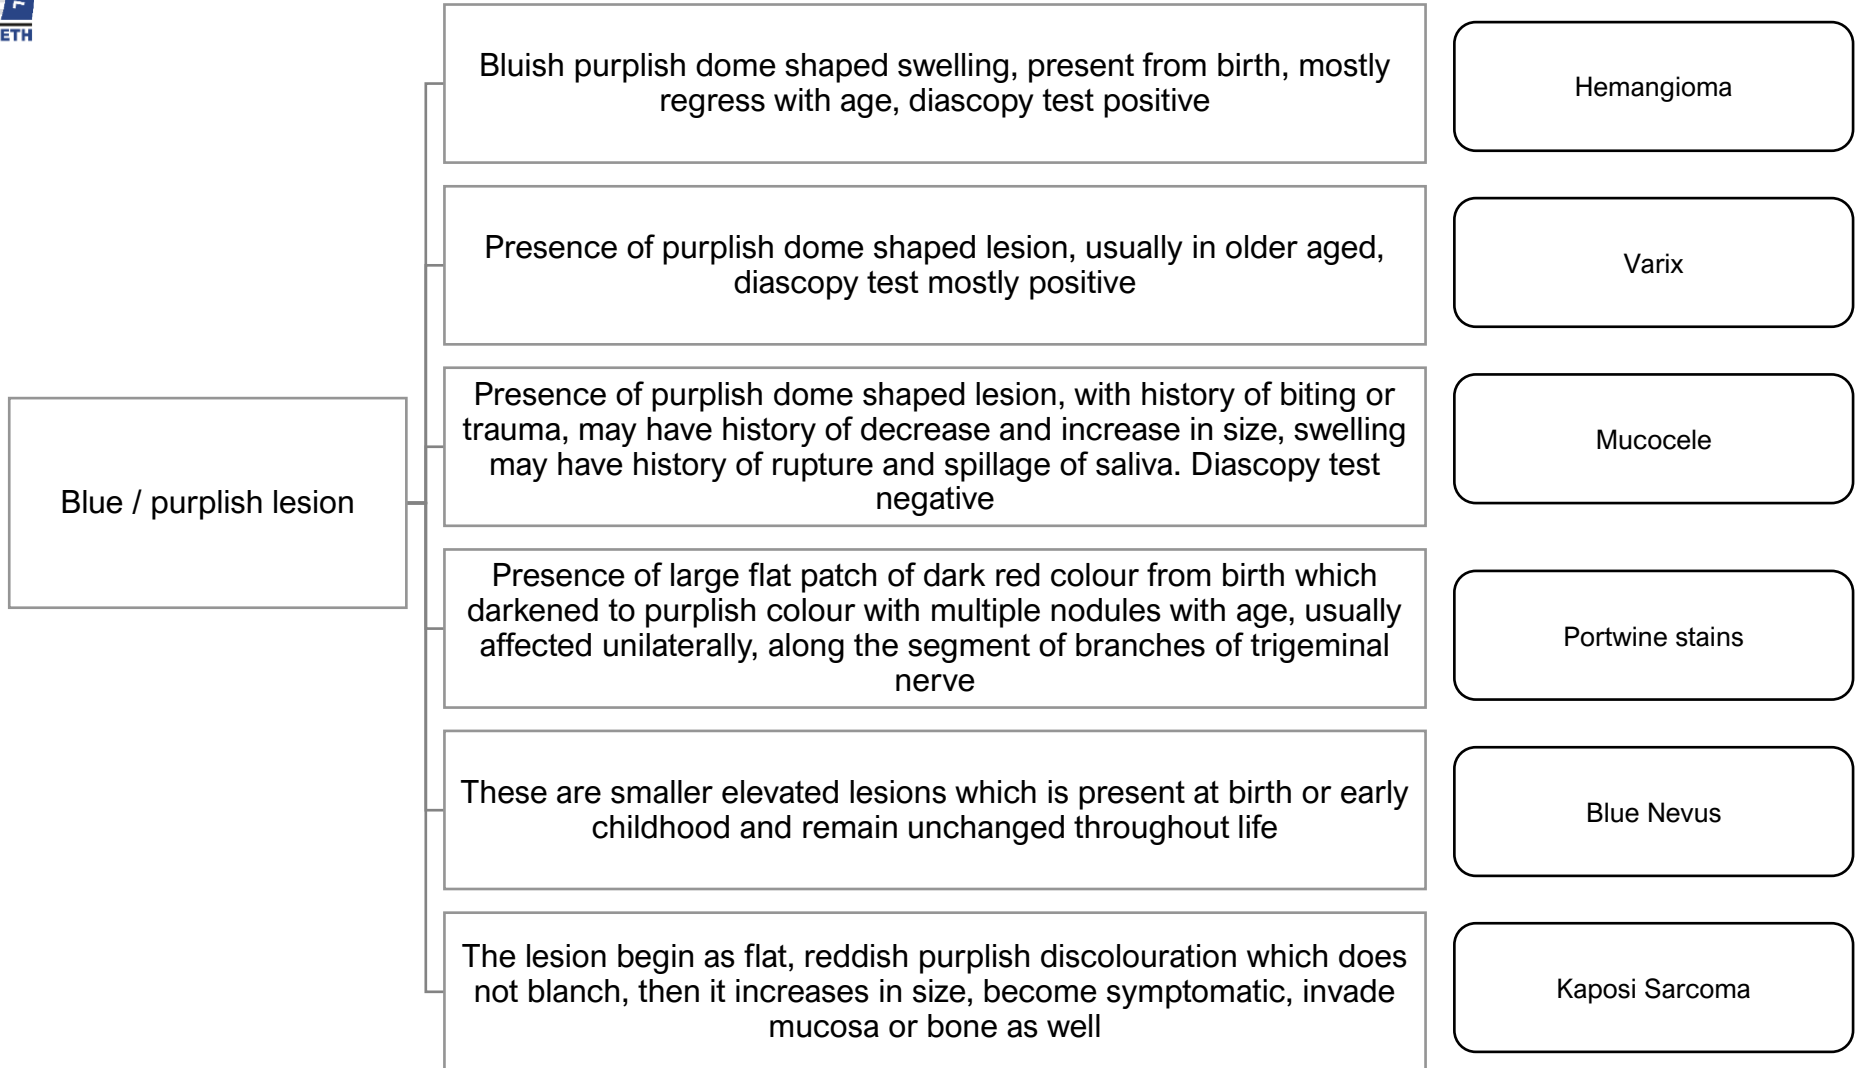 ETH
Bluish purplish dome shaped swelling, present from birth, mostly
regress with age, diascopy test positive
Hemangioma
Presence of purplish dome shaped lesion, usually in older aged,
diascopy test mostly positive
Varix
Presence of purplish dome shaped lesion, with history of biting or
trauma, may have history of decrease and increase in size, swelling
may have history of rupture and spillage of saliva. Diascopy test
negative
Mucocele
Blue / purplish lesion
Presence of large flat patch of dark red colour from birth which
darkened to purplish colour with multiple nodules with age, usually
affected unilaterally, along the segment of branches of trigeminal
nerve
Portwine stains
These are smaller elevated lesions which is present at birth or early
childhood and remain unchanged throughout life
Blue Nevus
The lesion begin as flat, reddish purplish discolouration which does
not blanch, then it increases in size, become symptomatic, invade
mucosa or bone as well
Kaposi Sarcoma